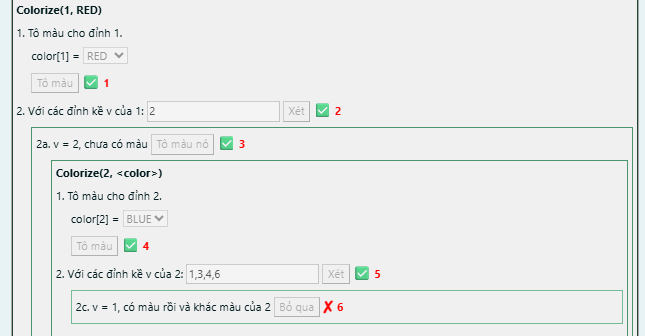 Colorize(1, RED)
1. Tô màu cho đỉnh 1.
color[1] = RED
Tô màu ✅ 1
2. Với các đỉnh kề v của 1: 2 Xét ✅ 2
2a. v = 2, chưa có màu Tô màu nó ✅ 3
Colorize(2, <color>)
1. Tô màu cho đỉnh 2.
color[2] = BLUE
Tô màu ✅ 4
2. Với các đỉnh kề v của 2: 1,3,4,6 Xét ✅ 5
2c. v = 1, có màu rồi và khác màu của 2 Bỏ qua ✗ 6